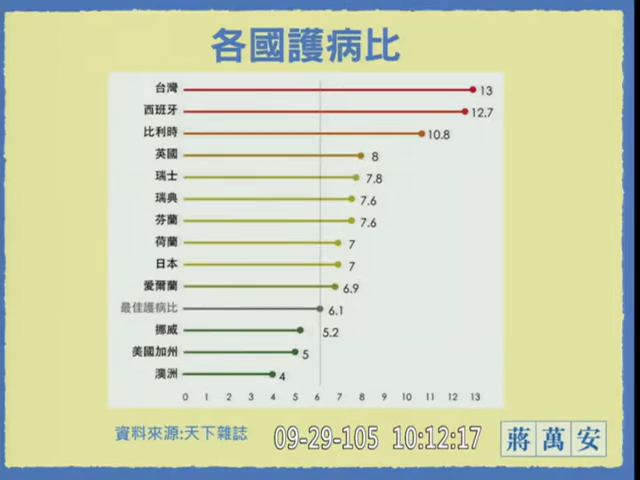 各國護病比
台灣 13
西班牙 12.7
比利時 10.8
英國 8
瑞士 7.8
瑞典 7.6
芬蘭 7.6
荷蘭 7
日本 7
愛爾蘭 6.9
最佳護病比 6.1
挪威 5.2
美國加州 5
澳洲 4
0 1 2 3 4 5 6 7 8 9 10 11 12 13
資料來源:天下雜誌
09-29-105 10:12:17
蔣萬安